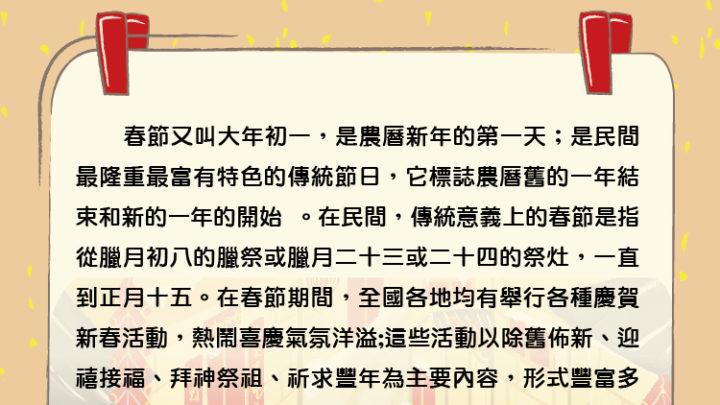 春節又叫大年初一，是農曆新年的第一天；是民間
最隆重最富有特色的傳統節日，它標誌農曆舊的一年結
束和新的一年的開始 。在民間，傳統意義上的春節是指
從臘月初八的臘祭或臘月二十三或二十四的祭灶，一直
到正月十五。在春節期間，全國各地均有舉行各種慶賀
新春活動，熱鬧喜慶氣氛洋溢;這些活動以除舊佈新、迎
禧接福、拜神祭祖、祈求豐年為主要內容，形式豐富多